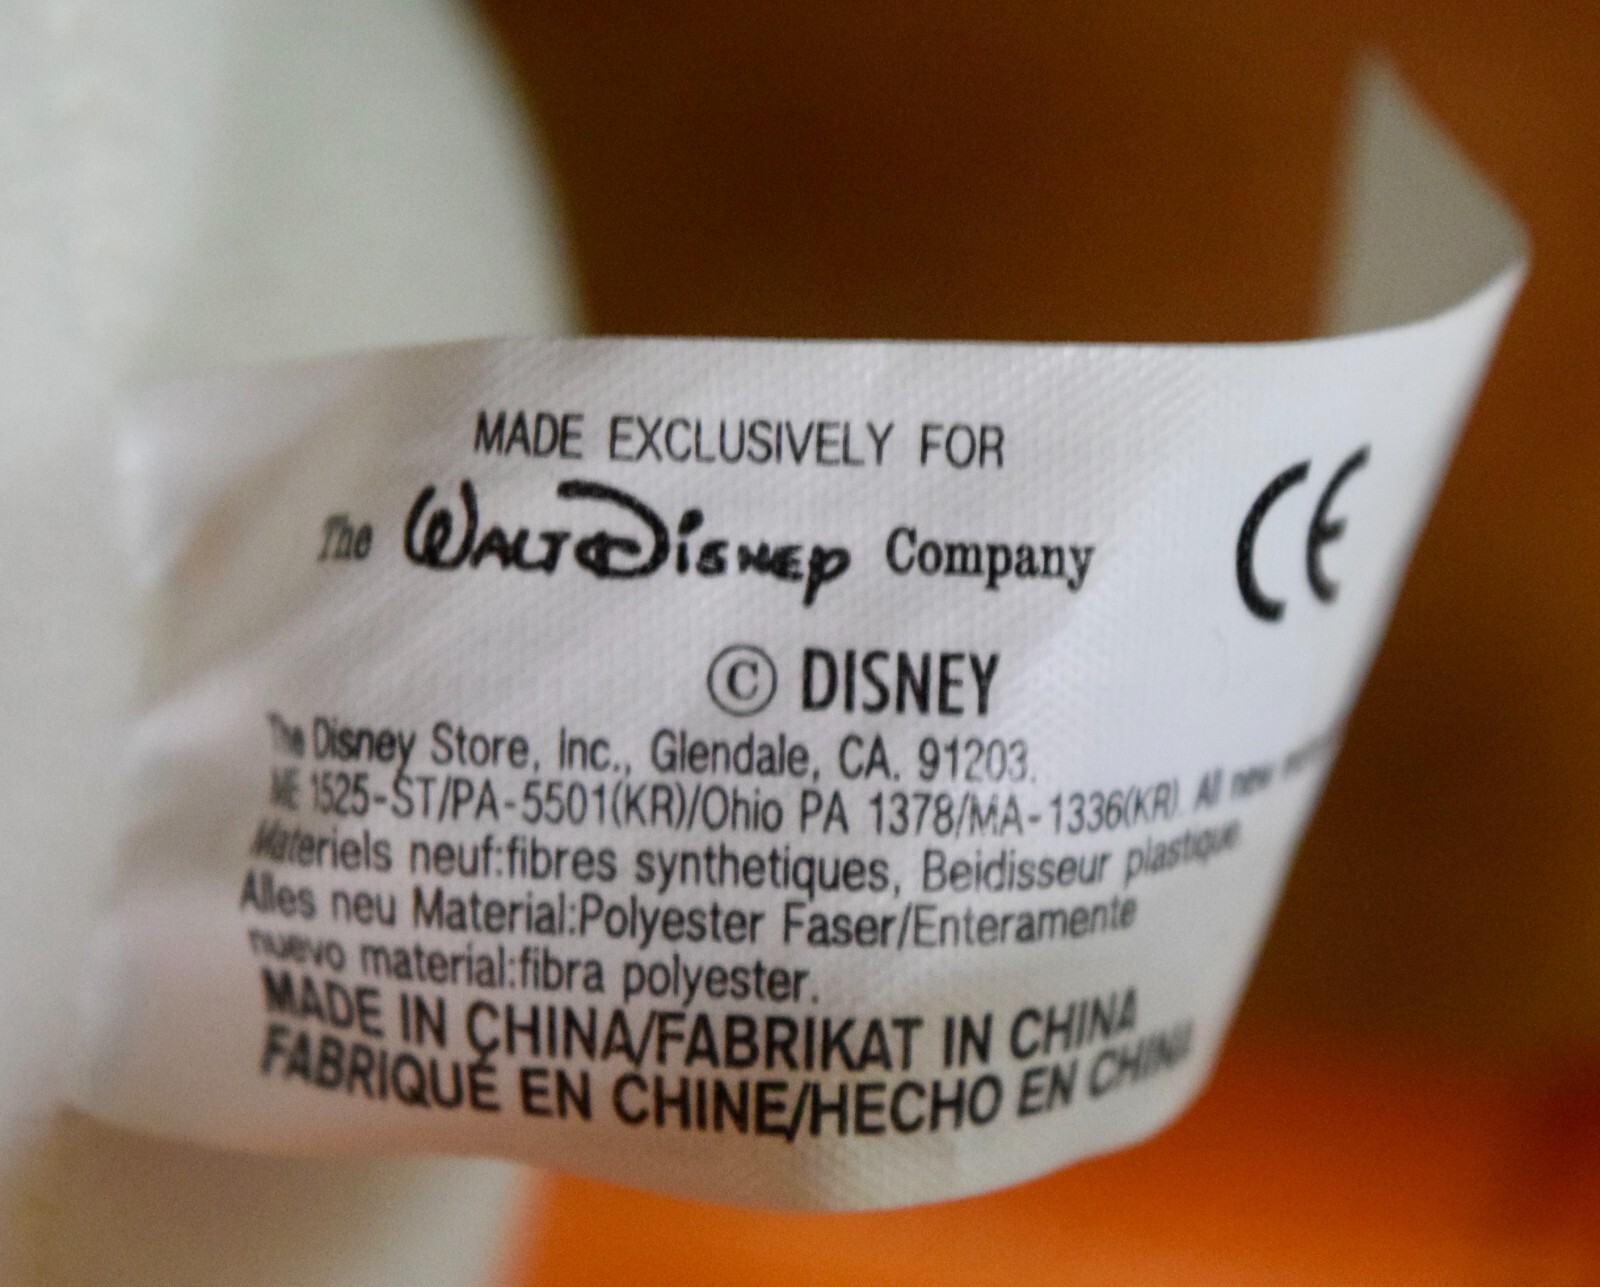 MADE EXCLUSIVELY FOR
The WALT DISNEY Company
CE
© DISNEY
The Disney Store, Inc., Glendale, CA. 91203.
ME 1525-ST/PA-5501(KR)/Ohio PA 1378/MA-1336(KR). All new
Materiels neuf:fibres synthetiques, Beidisseur plastique.
Alles neu Material:Polyester Faser/Enteramente
nuevo material:fibra polyester.
MADE IN CHINA/FABRIKAT IN CHINA
FABRIQUÉ EN CHINE/HECHO EN CHINA